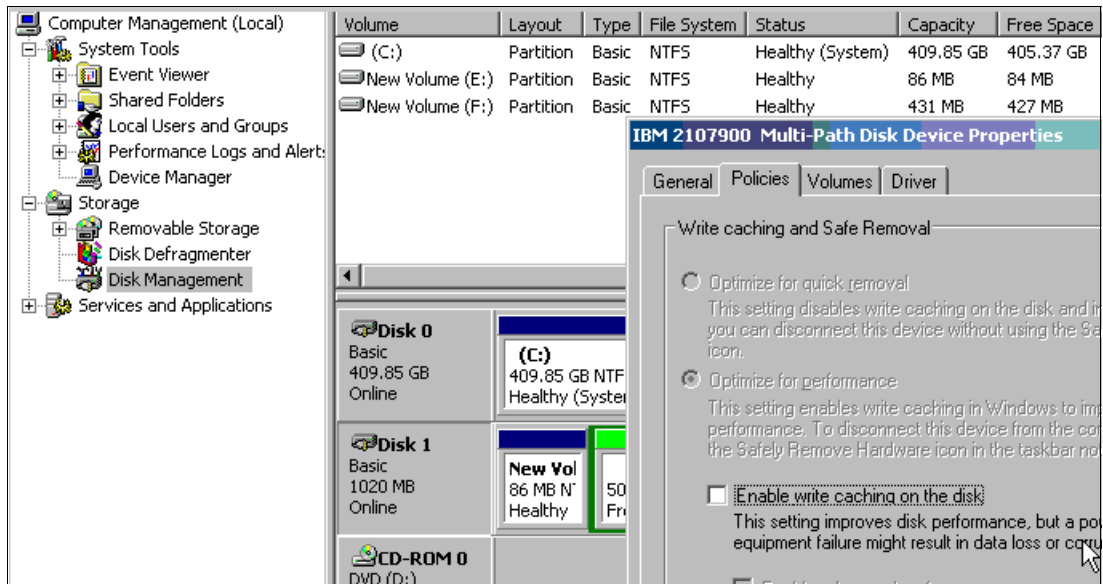 Computer Management (Local)
System Tools
Event Viewer
Shared Folders
Local Users and Groups
Performance Logs and Alert
Device Manager
Storage
Removable Storage
Disk Defragmenter
Disk Management
Services and Applications
Volume Layout Type File System Status Capacity Free Space
(C:) Partition Basic NTFS Healthy (System) 409.85 GB 405.37 GB
New Volume (E:) Partition Basic NTFS Healthy 86 MB 84 MB
New Volume (F:) Partition Basic NTFS Healthy 431 MB 427 MB
Disk 0
Basic
409.85 GB
Online
(C:)
409.85 GB NTF
Healthy (System
Disk 1
Basic
1020 MB
Online
New Vol
86 MB N
Healthy
50
Fr
CD-ROM 0
DVD (D:)
IBM 2107900 Multi-Path Disk Device Properties
General Policies Volumes Driver
Write caching and Safe Removal
Optimize for quick removal
This setting disables write caching on the disk and in
you can disconnect this device without using the Sa
icon.
Optimize for performance
This setting enables write caching in Windows to imp
performance. To disconnect this device from the com
the Safely Remove Hardware icon in the taskbar not
Enable write caching on the disk
This setting improves disk performance, but a pow
equipment failure might result in data loss or corru